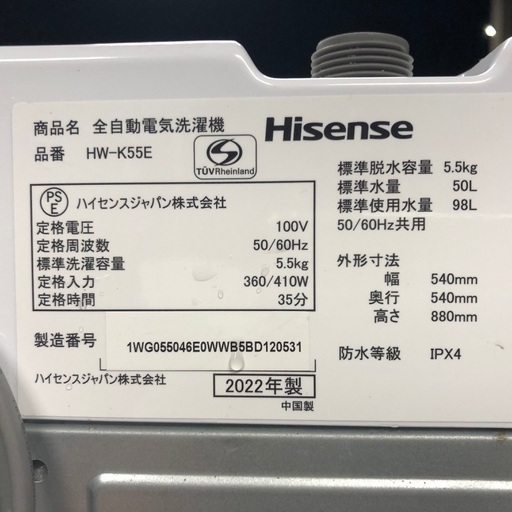 商品名 全自動電気洗濯機
品番 HW-K55E
TÜVRheinland
Hisense
PS
E
ハイセンスジャパン株式会社
定格電圧 100V
定格周波数 50/60Hz
標準洗濯容量 5.5kg
定格入力 360/410W
定格時間 35分
標準脱水容量 5.5kg
標準水量 50L
標準使用水量 98L
50/60Hz共用
外形寸法
幅 540mm
奥行 540mm
高さ 880mm
製造番号 1WG055046E0WWB5BD120531
防水等級 IPX4
ハイセンスジャパン株式会社
2022年製
中国製